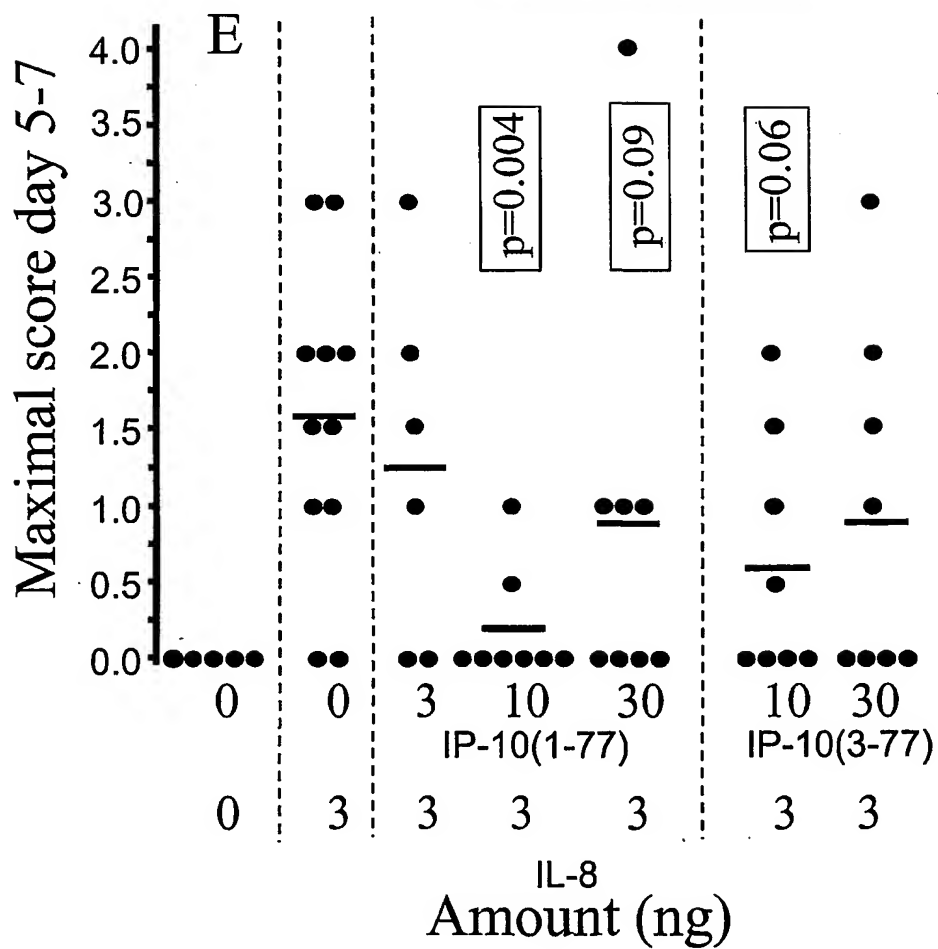 E
Maximal score day 5-7
4.0
3.5
3.0
2.5
2.0
1.5
1.0
0.5
0.0
p=0.004
p=0.09
p=0.06
0 0 3 10 30 10 30
IP-10(1-77) IP-10(3-77)
0 3 3 3 3 3 3
IL-8
Amount (ng)